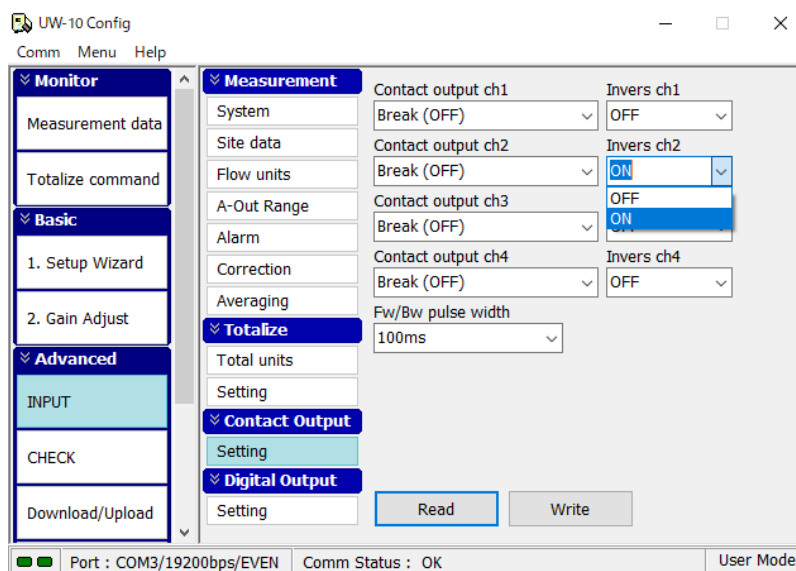 UW-10 Config
Comm Menu Help
Monitor
Measurement data
Totalize command
Basic
1. Setup Wizard
2. Gain Adjust
Advanced
INPUT
CHECK
Download/Upload
Measurement
System
Site data
Flow units
A-Out Range
Alarm
Correction
Averaging
Totalize
Total units
Setting
Contact Output
Setting
Digital Output
Setting
Contact output ch1 Invers ch1
Break (OFF) OFF
Contact output ch2 Invers ch2
Break (OFF) ON
OFF
ON
Contact output ch3
Break (OFF)
Contact output ch4 Invers ch4
Break (OFF) OFF
Fw/Bw pulse width
100ms
Read Write
Port : COM3/19200bps/EVEN Comm Status : OK User Mode